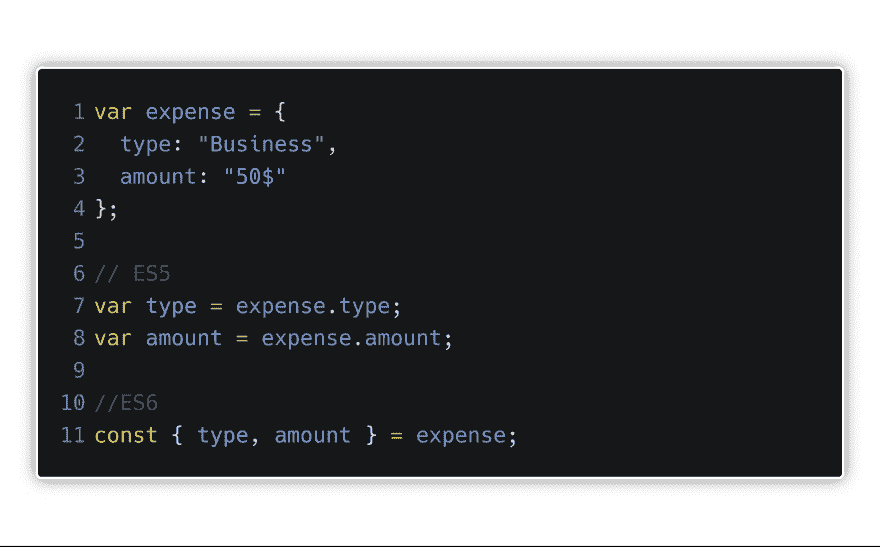 1 var expense = {
2   type: "Business",
3   amount: "50$"
4 };
5
6 // ES5
7 var type = expense.type;
8 var amount = expense.amount;
9
10 //ES6
11 const { type, amount } = expense;